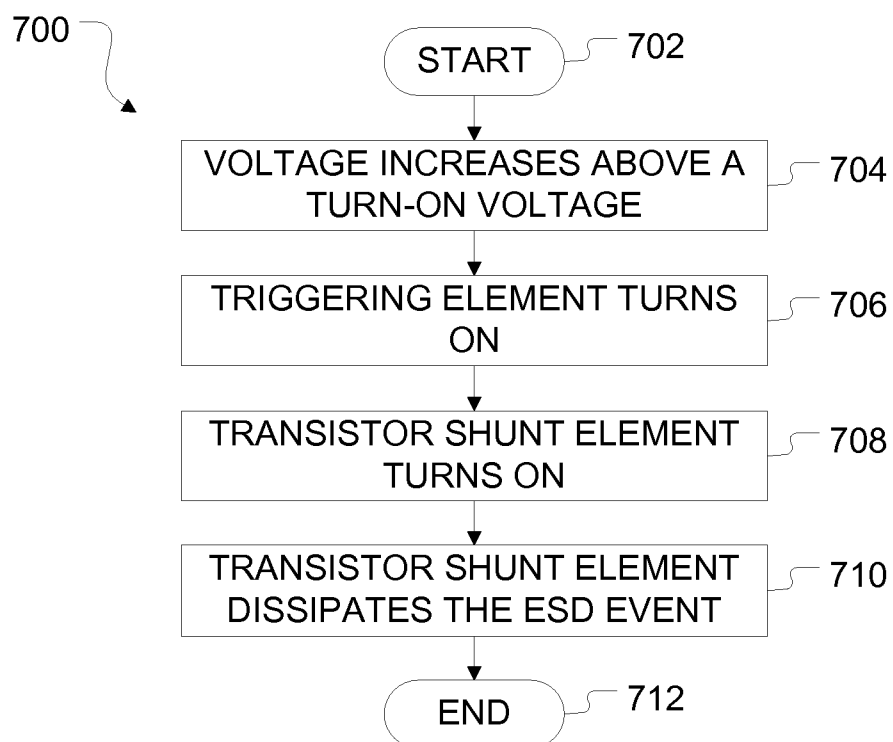 700
START
702
VOLTAGE INCREASES ABOVE A
TURN-ON VOLTAGE
704
TRIGGERING ELEMENT TURNS
ON
706
TRANSISTOR SHUNT ELEMENT
TURNS ON
708
TRANSISTOR SHUNT ELEMENT
DISSIPATES THE ESD EVENT
710
END
712